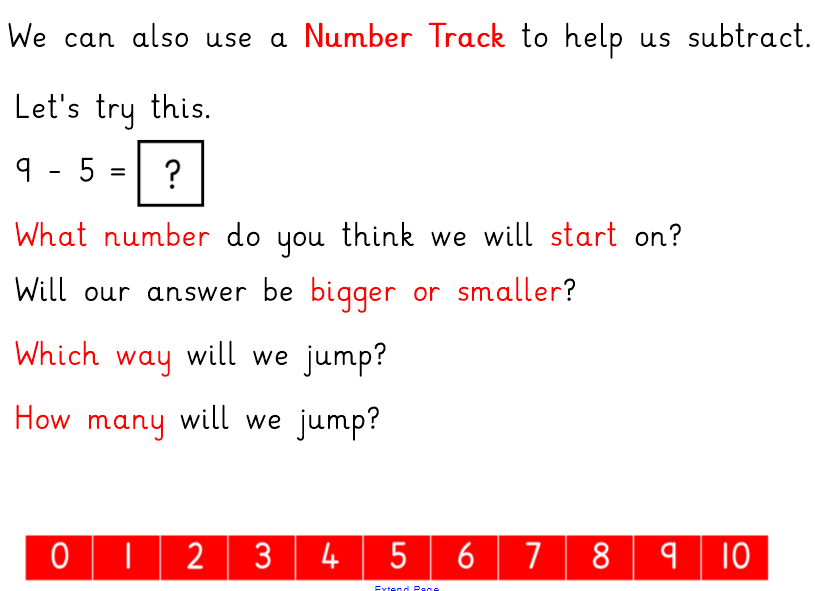 We can also use a Number Track to help us subtract.
Let's try this.
9 - 5 = ?
What number do you think we will start on?
Will our answer be bigger or smaller?
Which way will we jump?
How many will we jump?
0 1 2 3 4 5 6 7 8 9 10
Extend Page